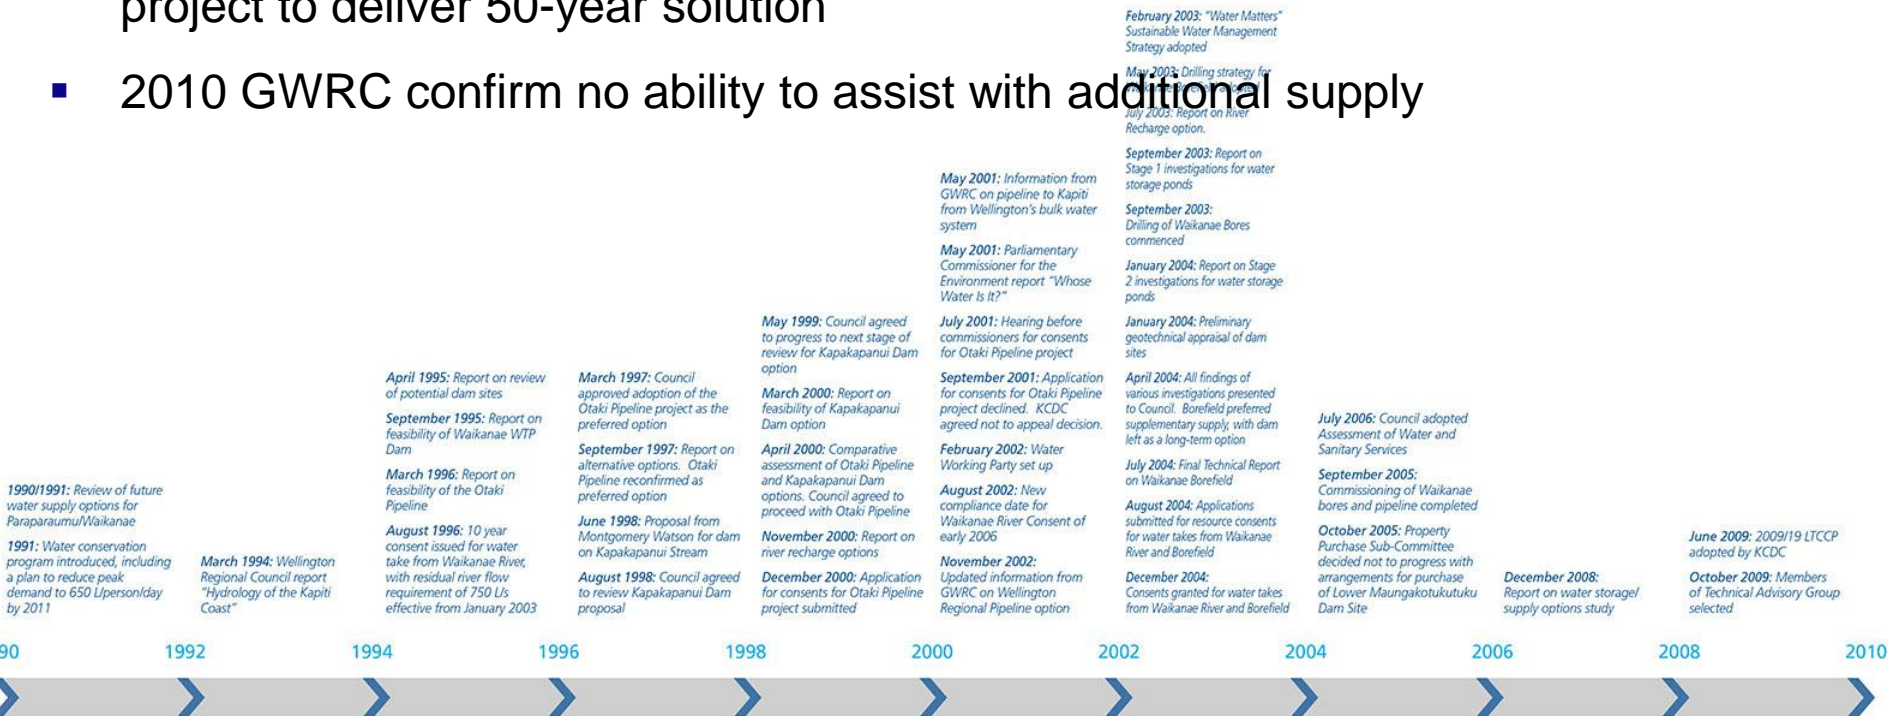 project to deliver 50-year solution
▪ 2010 GWRC confirm no ability to assist with additional supply
1990/1991: Review of future
water supply options for
Paraparaumu/Waikanae
1991: Water conservation
program introduced, including
a plan to reduce peak
demand to 650 L/person/day
by 2011
March 1994: Wellington
Regional Council report
"Hydrology of the Kapiti
Coast"
April 1995: Report on review
of potential dam sites
September 1995: Report on
feasibility of Waikanae WTP
Dam
March 1996: Report on
feasibility of the Otaki
Pipeline
August 1996: 10 year
consent issued for water
take from Waikanae River,
with residual river flow
requirement of 750 L/s
effective from January 2003
March 1997: Council
approved adoption of the
Otaki Pipeline project as the
preferred option
September 1997: Report on
alternative options. Otaki
Pipeline reconfirmed as
preferred option
June 1998: Proposal from
Montgomery Watson for dam
on Kapakapanui Stream
August 1998: Council agreed
to review Kapakapanui Dam
proposal
May 1999: Council agreed
to progress to next stage of
review for Kapakapanui Dam
option
March 2000: Report on
feasibility of Kapakapanui
Dam option
April 2000: Comparative
assessment of Otaki Pipeline
and Kapakapanui Dam
options. Council agreed to
proceed with Otaki Pipeline
November 2000: Report on
river recharge options
December 2000: Application
for consents for Otaki Pipeline
project submitted
May 2001: Information from
GWRC on pipeline to Kapiti
from Wellington's bulk water
system
May 2001: Parliamentary
Commissioner for the
Environment report "Whose
Water Is It?"
July 2001: Hearing before
commissioners for consents
for Otaki Pipeline project
September 2001: Application
for consents for Otaki Pipeline
project declined. KCDC
agreed not to appeal decision.
February 2002: Water
Working Party set up
August 2002: New
compliance date for
Waikanae River Consent of
early 2006
November 2002:
Updated information from
GWRC on Wellington
Regional Pipeline option
February 2003: "Water Matters"
Sustainable Water Management
Strategy adopted
May 2003: Drilling strategy for
July 2003: Report on River
Recharge option.
September 2003: Report on
Stage 1 investigations for water
storage ponds
September 2003:
Drilling of Waikanae Bores
commenced
January 2004: Report on Stage
2 investigations for water storage
ponds
January 2004: Preliminary
geotechnical appraisal of dam
sites
April 2004: All findings of
various investigations presented
to Council. Borefield preferred
supplementary supply, with dam
left as a long-term option
July 2004: Final Technical Report
on Waikanae Borefield
August 2004: Applications
submitted for resource consents
for water takes from Waikanae
River and Borefield
December 2004:
Consents granted for water takes
from Waikanae River and Borefield
July 2006: Council adopted
Assessment of Water and
Sanitary Services
September 2005:
Commissioning of Waikanae
bores and pipeline completed
October 2005: Property
Purchase Sub-Committee
decided not to progress with
arrangements for purchase
of Lower Maungakotukutuku
Dam Site
December 2008:
Report on water storage/
supply options study
June 2009: 2009/19 LTCCP
adopted by KCDC
October 2009: Members
of Technical Advisory Group
selected
90 1992 1994 1996 1998 2000 2002 2004 2006 2008 2010